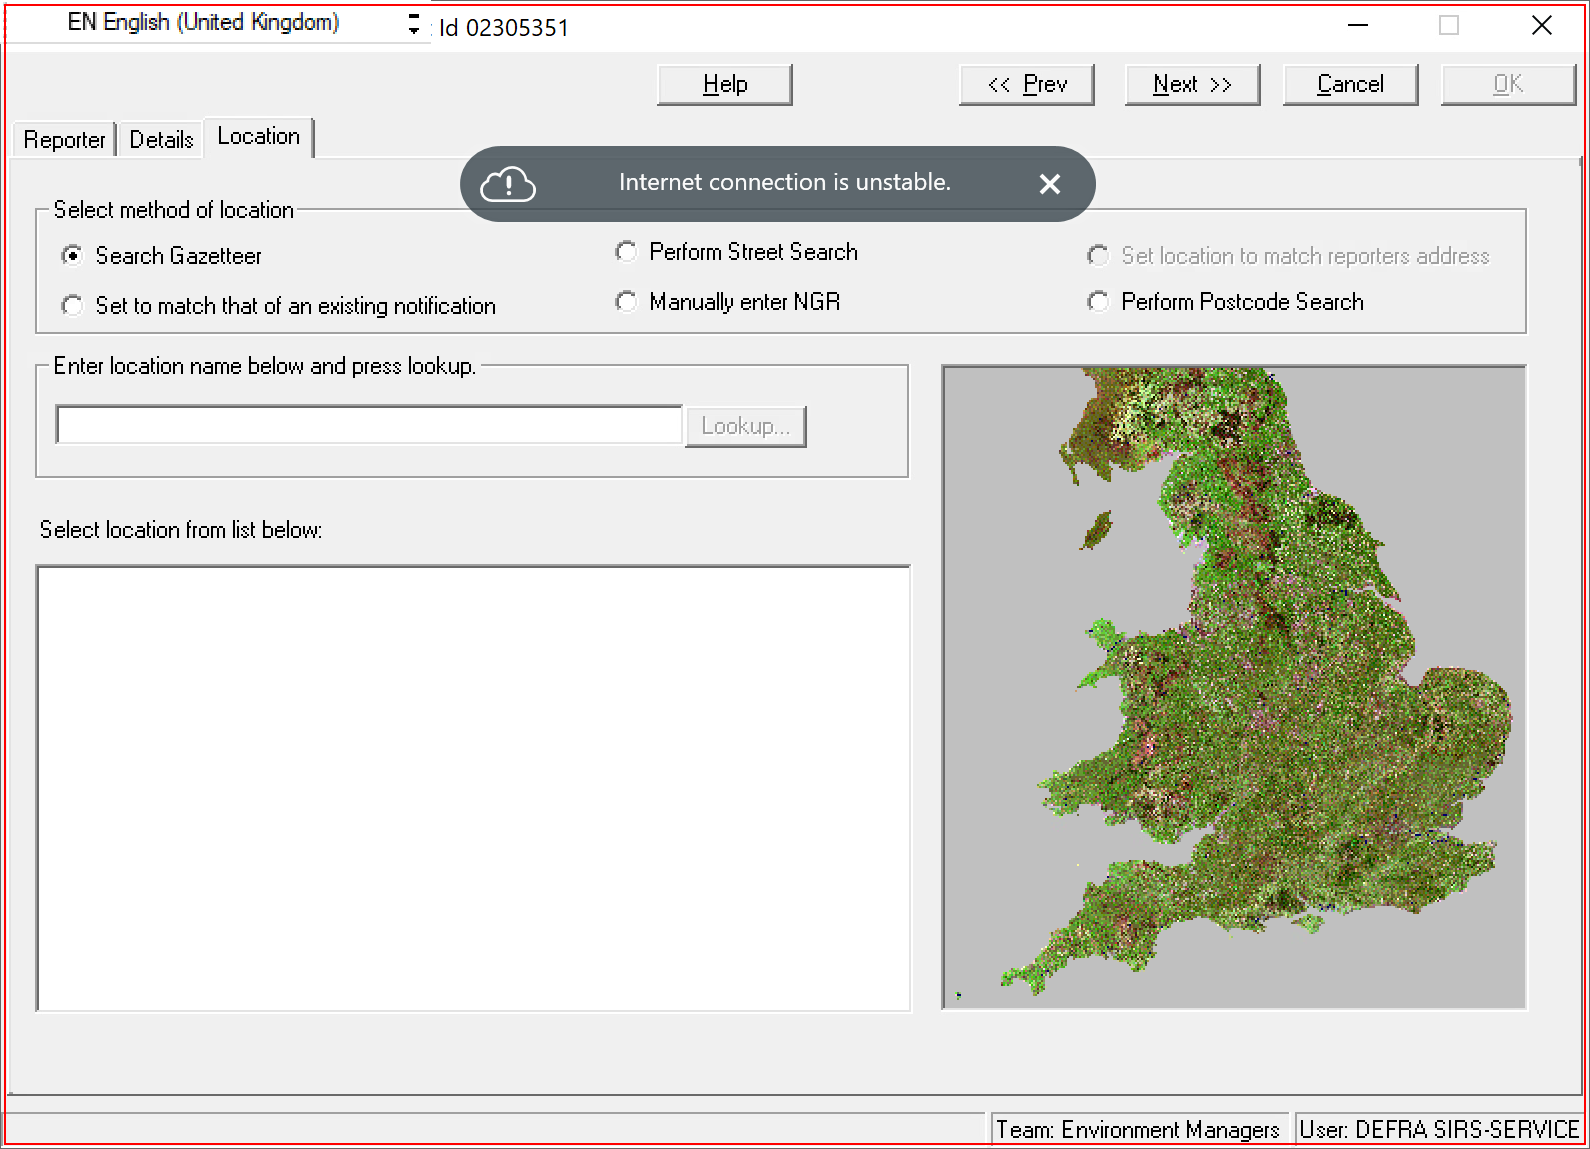 EN English (United Kingdom)
: Id 02305351
Help
<< Prev
Next >>
Cancel
OK
Reporter
Details
Location
Internet connection is unstable.
Select method of location
Search Gazetteer
Perform Street Search
Set location to match reporters address
Set to match that of an existing notification
Manually enter NGR
Perform Postcode Search
Enter location name below and press lookup.
Lookup...
Select location from list below:
Team: Environment Managers
User: DEFRA SIRS-SERVICE